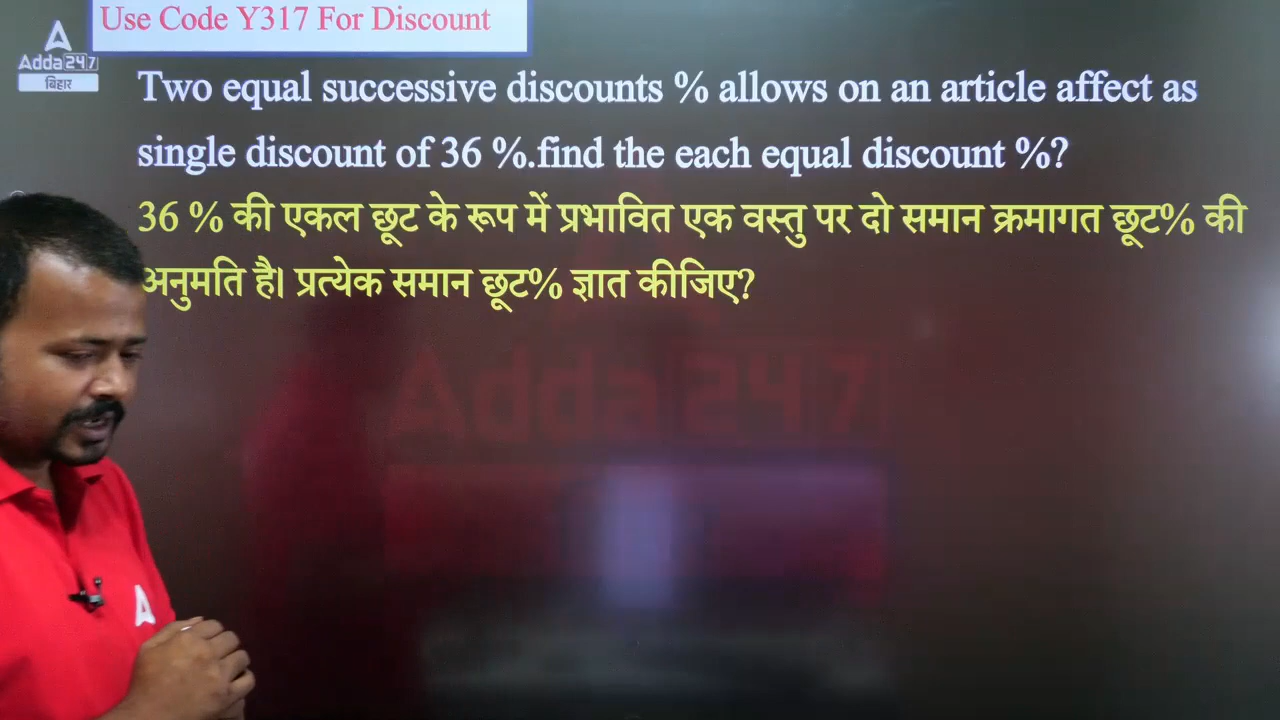 Use Code Y317 For Discount
Adda247
बिहार
Two equal successive discounts % allows on an article affect as
single discount of 36 %.find the each equal discount %?
36 % की एकल छूट के रूप में प्रभावित एक वस्तु पर दो समान क्रमागत छूट% की
अनुमति है। प्रत्येक समान छूट% ज्ञात कीजिए?
Adda247